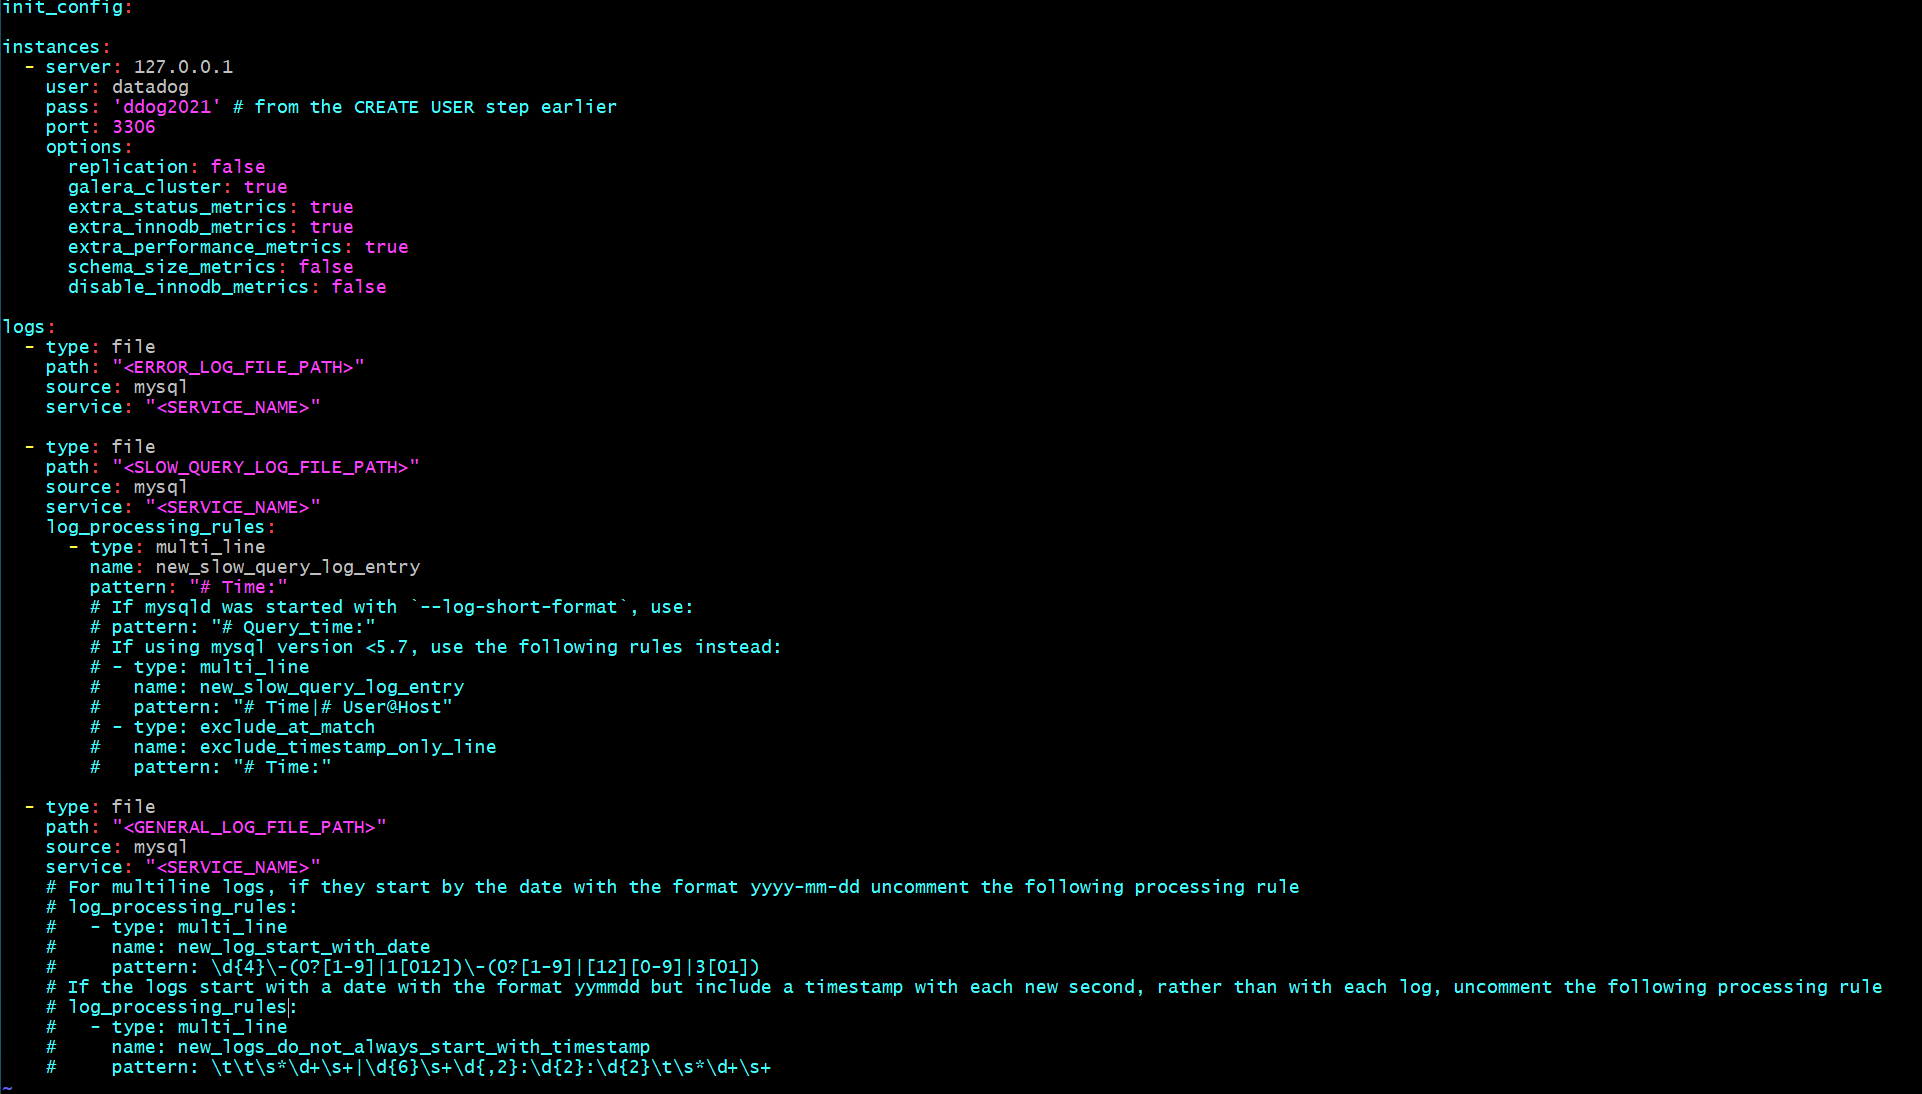 init_config:

instances:
  - server: 127.0.0.1
    user: datadog
    pass: 'ddog2021' # from the CREATE USER step earlier
    port: 3306
    options:
      replication: false
      galera_cluster: true
      extra_status_metrics: true
      extra_innodb_metrics: true
      extra_performance_metrics: true
      schema_size_metrics: false
      disable_innodb_metrics: false

logs:
  - type: file
    path: "<ERROR_LOG_FILE_PATH>"
    source: mysql
    service: "<SERVICE_NAME>"

  - type: file
    path: "<SLOW_QUERY_LOG_FILE_PATH>"
    source: mysql
    service: "<SERVICE_NAME>"
    log_processing_rules:
      - type: multi_line
        name: new_slow_query_log_entry
        pattern: "# Time:"
        # If mysqld was started with `--log-short-format`, use:
        # pattern: "# Query_time:"
        # If using mysql version <5.7, use the following rules instead:
        # - type: multi_line
        #   name: new_slow_query_log_entry
        #   pattern: "# Time|# User@Host"
        # - type: exclude_at_match
        #   name: exclude_timestamp_only_line
        #   pattern: "# Time:"

  - type: file
    path: "<GENERAL_LOG_FILE_PATH>"
    source: mysql
    service: "<SERVICE_NAME>"
    # For multiline logs, if they start by the date with the format yyyy-mm-dd uncomment the following processing rule
    # log_processing_rules:
    #   - type: multi_line
    #     name: new_log_start_with_date
    #     pattern: \d{4}\-(0?[1-9]|1[012])\-(0?[1-9]|[12][0-9]|3[01])
    # If the logs start with a date with the format yymmdd but include a timestamp with each new second, rather than with each log, uncomment the following processing rule
    # log_processing_rules:
    #   - type: multi_line
    #     name: new_logs_do_not_always_start_with_timestamp
    #     pattern: \t\t\s*\d+\s+|\d{6}\s+\d{,2}:\d{2}:\d{2}\t\s*\d+\s+
~